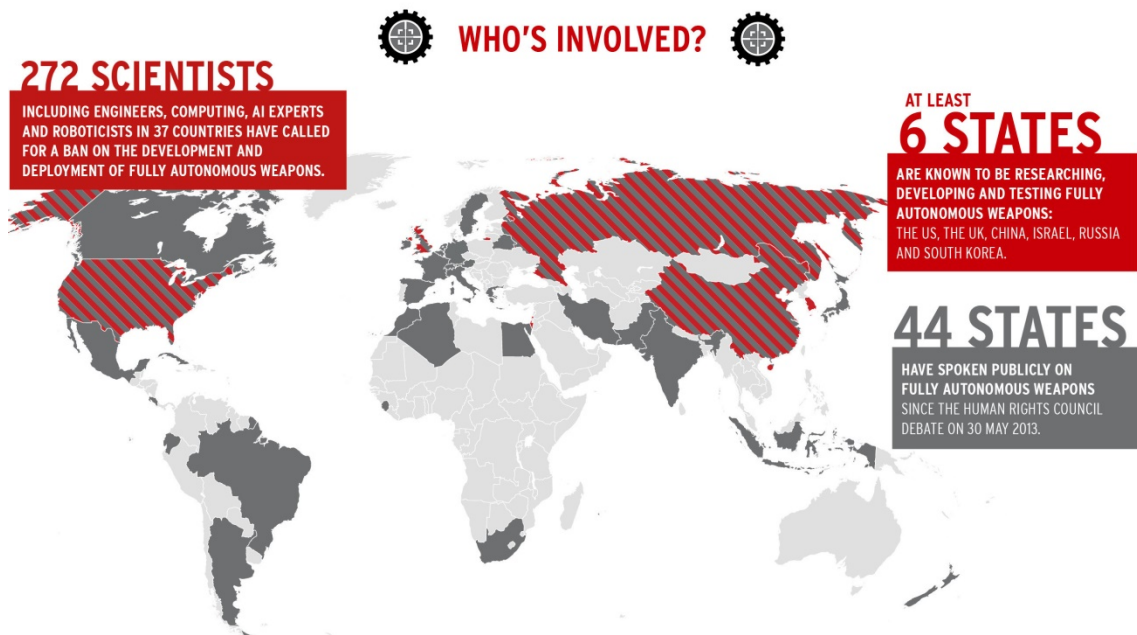 WHO'S INVOLVED?
272 SCIENTISTS
INCLUDING ENGINEERS, COMPUTING, AI EXPERTS
AND ROBOTICISTS IN 37 COUNTRIES HAVE CALLED
FOR A BAN ON THE DEVELOPMENT AND
DEPLOYMENT OF FULLY AUTONOMOUS WEAPONS.
AT LEAST
6 STATES
ARE KNOWN TO BE RESEARCHING,
DEVELOPING AND TESTING FULLY
AUTONOMOUS WEAPONS:
THE US, THE UK, CHINA, ISRAEL, RUSSIA
AND SOUTH KOREA.
44 STATES
HAVE SPOKEN PUBLICLY ON
FULLY AUTONOMOUS WEAPONS
SINCE THE HUMAN RIGHTS COUNCIL
DEBATE ON 30 MAY 2013.